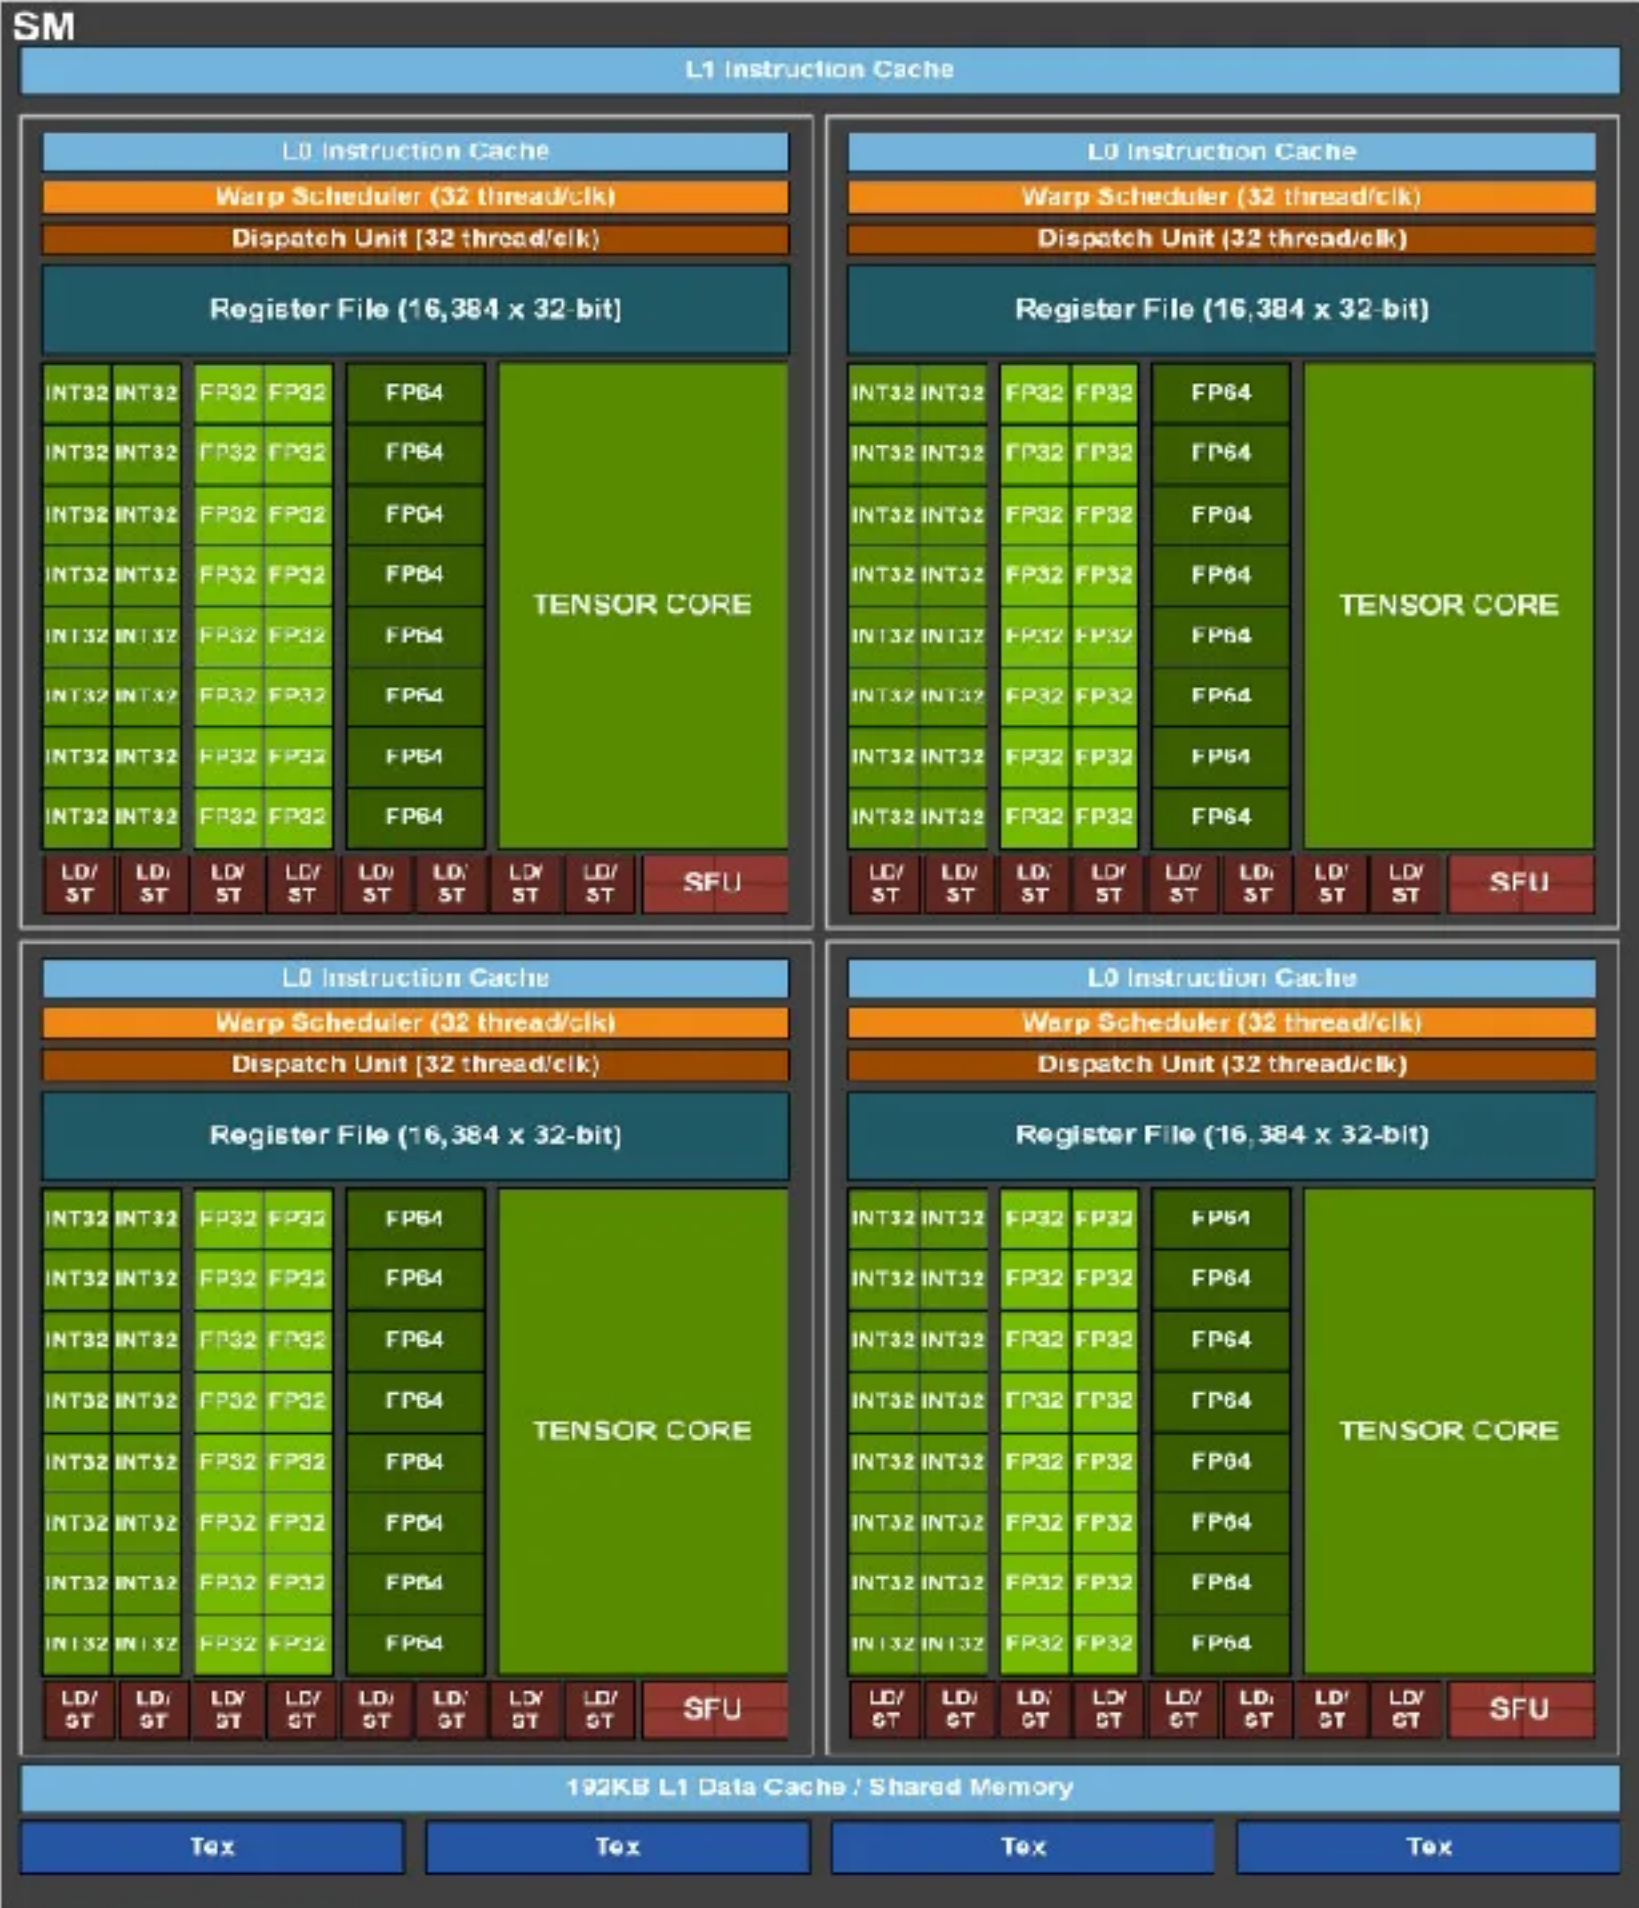 SM
L1 Instruction Cache
L0 Instruction Cache
Warp Scheduler (32 thread/clk)
Dispatch Unit (32 thread/clk)
Register File (16,384 x 32-bit)
INT32 INT32 FP32 FP32 FP64
INT32 INT32 FP32 FP32 FP64
INT32 INT32 FP32 FP32 FP64
INT32 INT32 FP32 FP32 FP64
TENSOR CORE
INT32 INT32 FP32 FP32 FP64
INT32 INT32 FP32 FP32 FP64
INT32 INT32 FP32 FP32 FP64
INT32 INT32 FP32 FP32 FP64
LD/ LD/ LD/ LD/ LD/ LD/ LD/ LD/
ST ST ST ST ST ST ST ST
SFU
L0 Instruction Cache
Warp Scheduler (32 thread/clk)
Dispatch Unit (32 thread/clk)
Register File (16,384 x 32-bit)
INT32 INT32 FP32 FP32 FP64
INT32 INT32 FP32 FP32 FP64
INT32 INT32 FP32 FP32 FP64
INT32 INT32 FP32 FP32 FP64
TENSOR CORE
INT32 INT32 FP32 FP32 FP64
INT32 INT32 FP32 FP32 FP64
INT32 INT32 FP32 FP32 FP64
INT32 INT32 FP32 FP32 FP64
LD/ LD/ LD/ LD/ LD/ LD/ LD/ LD/
ST ST ST ST ST ST ST ST
SFU
L0 Instruction Cache
Warp Scheduler (32 thread/clk)
Dispatch Unit (32 thread/clk)
Register File (16,384 x 32-bit)
INT32 INT32 FP32 FP32 FP64
INT32 INT32 FP32 FP32 FP64
INT32 INT32 FP32 FP32 FP64
INT32 INT32 FP32 FP32 FP64
TENSOR CORE
INT32 INT32 FP32 FP32 FP64
INT32 INT32 FP32 FP32 FP64
INT32 INT32 FP32 FP32 FP64
INT32 INT32 FP32 FP32 FP64
LD/ LD/ LD/ LD/ LD/ LD/ LD/ LD/
ST ST ST ST ST ST ST ST
SFU
L0 Instruction Cache
Warp Scheduler (32 thread/clk)
Dispatch Unit (32 thread/clk)
Register File (16,384 x 32-bit)
INT32 INT32 FP32 FP32 FP64
INT32 INT32 FP32 FP32 FP64
INT32 INT32 FP32 FP32 FP64
INT32 INT32 FP32 FP32 FP64
TENSOR CORE
INT32 INT32 FP32 FP32 FP64
INT32 INT32 FP32 FP32 FP64
INT32 INT32 FP32 FP32 FP64
INT32 INT32 FP32 FP32 FP64
LD/ LD/ LD/ LD/ LD/ LD/ LD/ LD/
ST ST ST ST ST ST ST ST
SFU
192KB L1 Data Cache / Shared Memory
Tex Tex Tex Tex